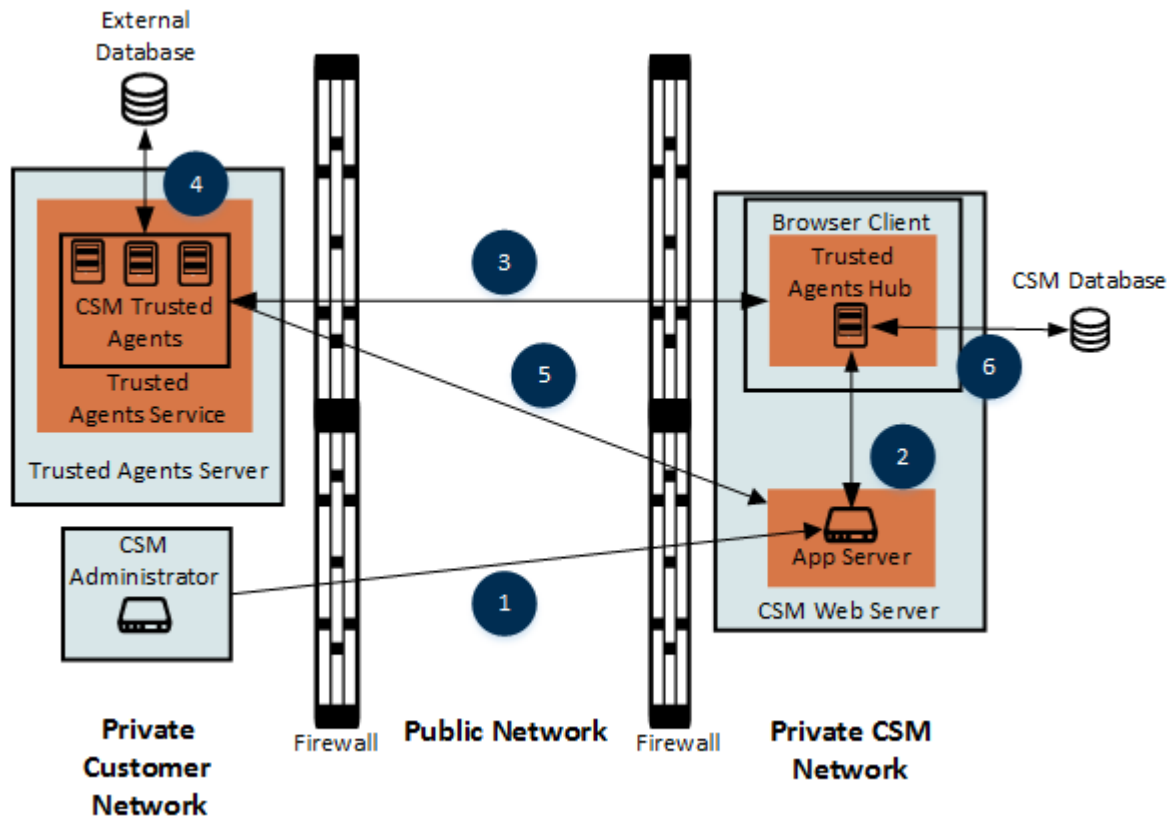 External
Database
4
CSM Trusted
Agents
Trusted
Agents Service
Trusted Agents Server
CSM
Administrator
3
5
1
Browser Client
Trusted
Agents Hub
CSM Database
6
2
App Server
CSM Web Server
Firewall
Firewall
Private
Customer
Network
Public Network
Private CSM
Network